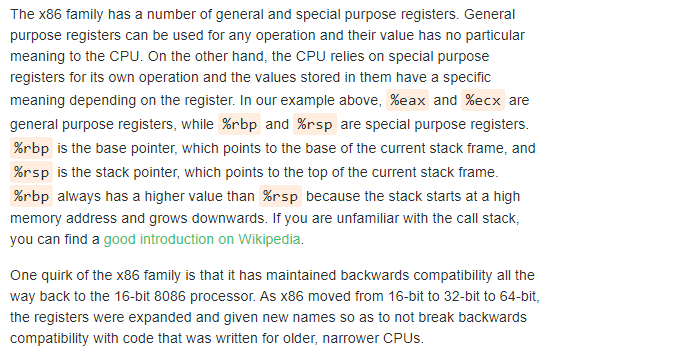 The x86 family has a number of general and special purpose registers. General
purpose registers can be used for any operation and their value has no particular
meaning to the CPU. On the other hand, the CPU relies on special purpose
registers for its own operation and the values stored in them have a specific
meaning depending on the register. In our example above, %eax and %ecx are
general purpose registers, while %rbp and %rsp are special purpose registers.
%rbp is the base pointer, which points to the base of the current stack frame, and
%rsp is the stack pointer, which points to the top of the current stack frame.
%rbp always has a higher value than %rsp because the stack starts at a high
memory address and grows downwards. If you are unfamiliar with the call stack,
you can find a good introduction on Wikipedia.
One quirk of the x86 family is that it has maintained backwards compatibility all the
way back to the 16-bit 8086 processor. As x86 moved from 16-bit to 32-bit to 64-bit,
the registers were expanded and given new names so as to not break backwards
compatibility with code that was written for older, narrower CPUs.